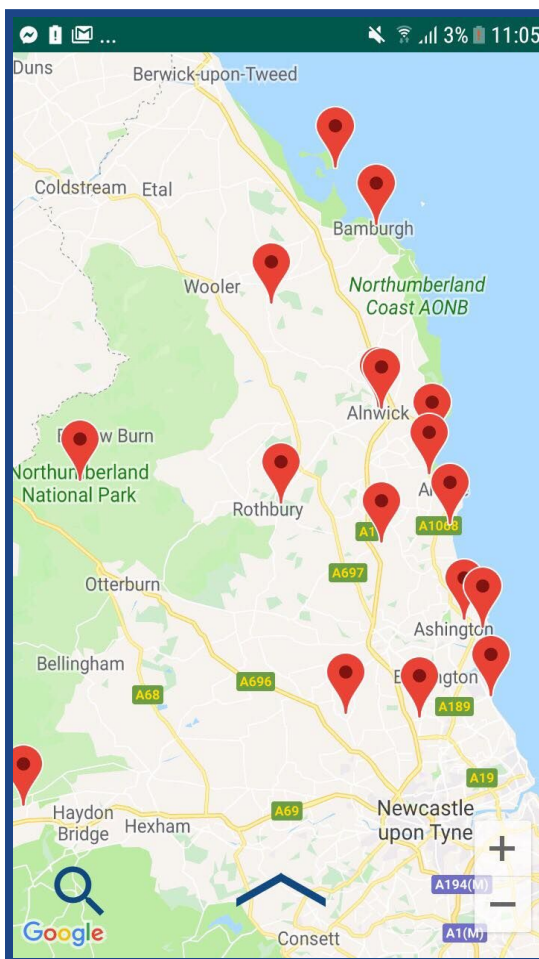 ... 3% 11:05
Duns
Berwick-upon-Tweed
Coldstream Etal
Bamburgh
Wooler
Northumberland
Coast AONB
Alnwick
Burn
Northumberland
National Park
Rothbury
A1068
A697
Otterburn
Ashington
Bellingham
A696
A68
A189
A19
Newcastle
upon Tyne
A69
Haydon
Bridge
Hexham
+
A194(M)
−
Google
Consett
A1(M)